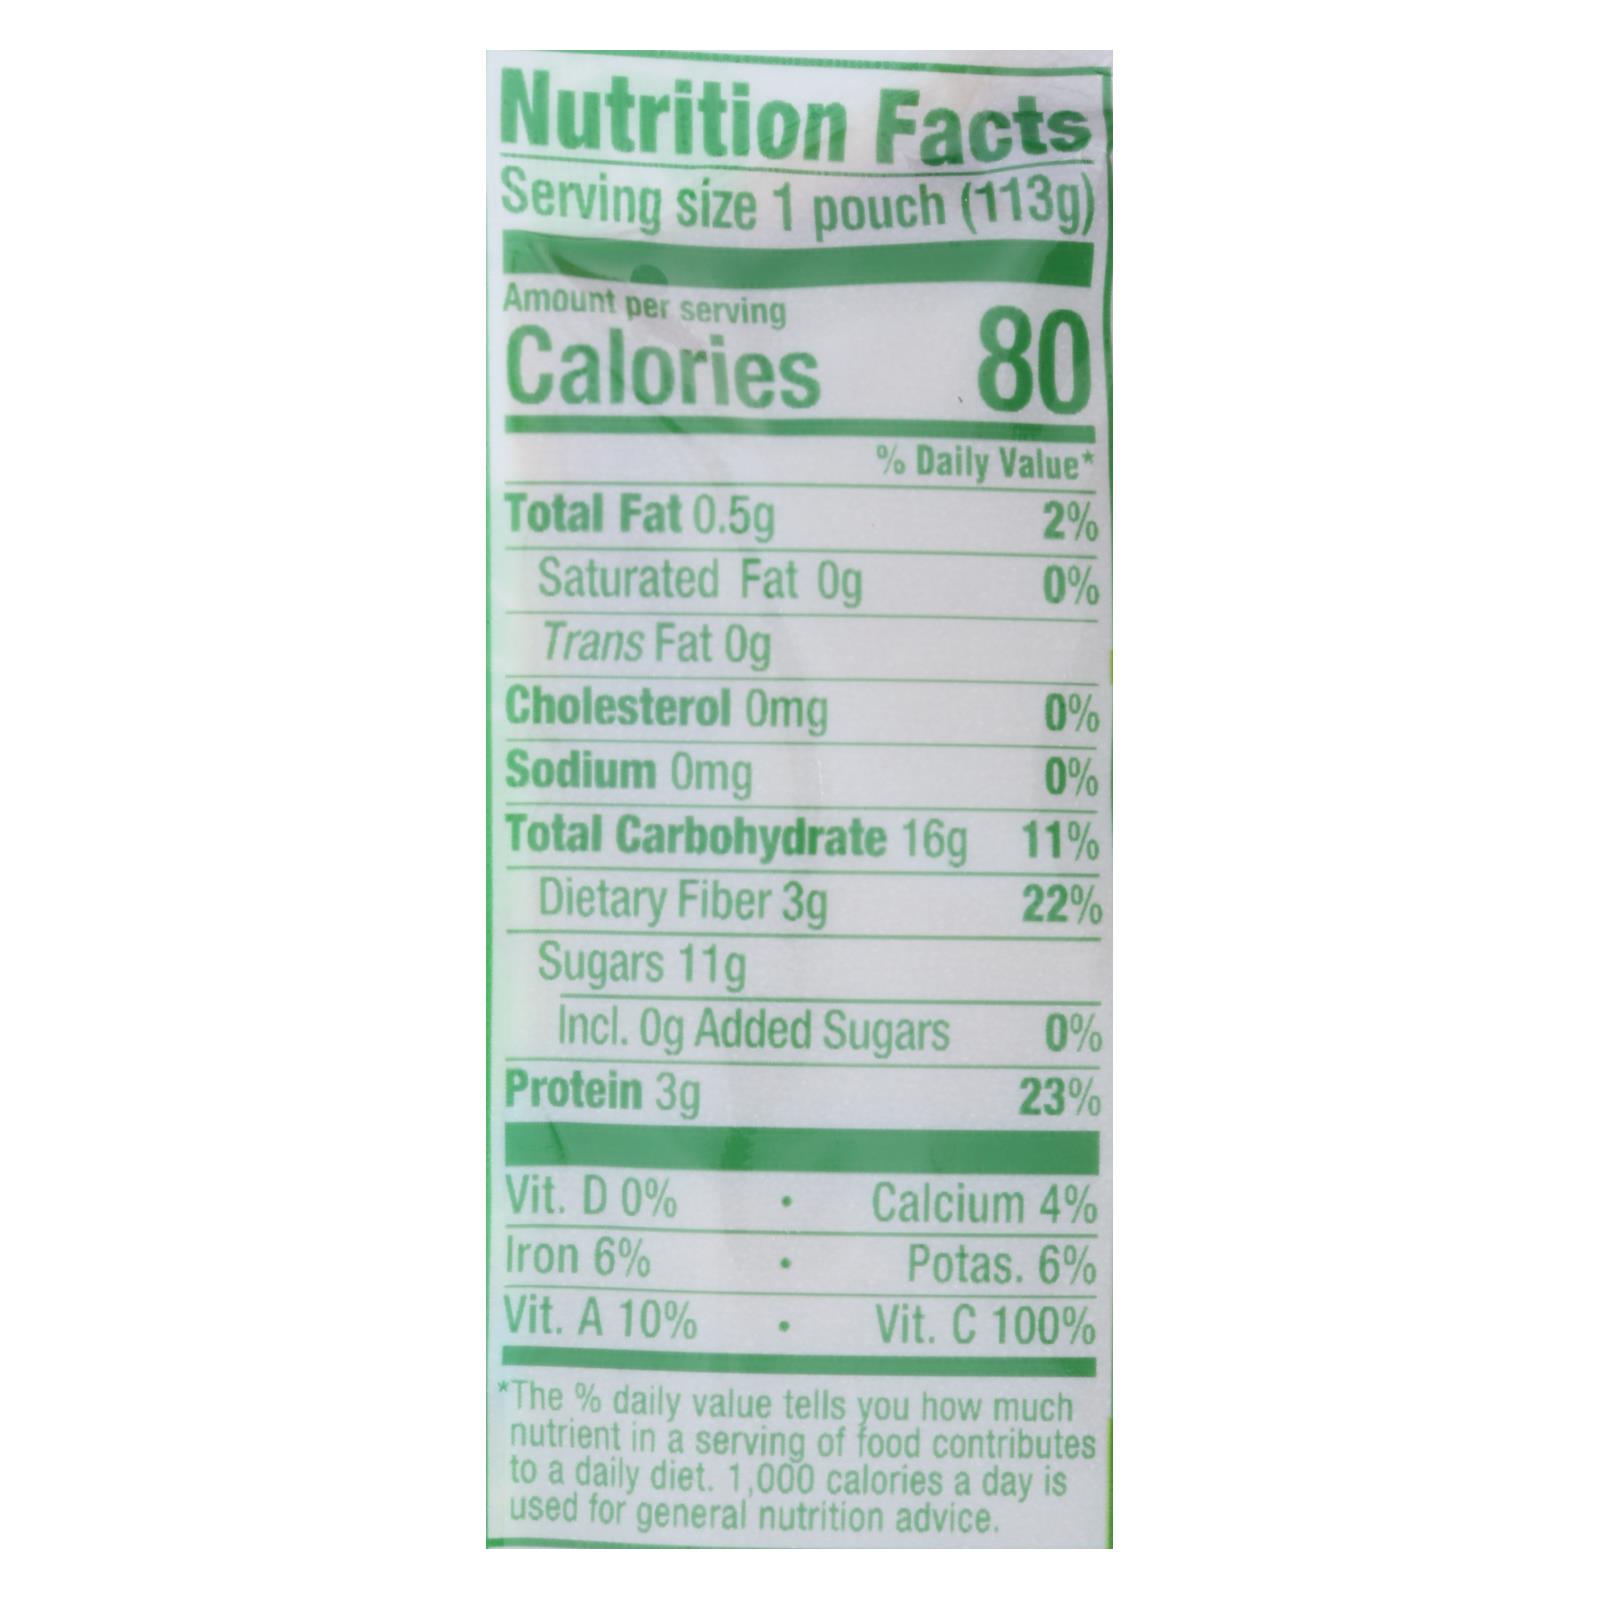 Nutrition Facts
Serving size 1 pouch (113g)
Amount per serving
Calories 80
% Daily Value*
Total Fat 0.5g 2%
Saturated Fat 0g 0%
Trans Fat 0g
Cholesterol 0mg 0%
Sodium 0mg 0%
Total Carbohydrate 16g 11%
Dietary Fiber 3g 22%
Sugars 11g
Incl. 0g Added Sugars 0%
Protein 3g 23%
Vit. D 0% • Calcium 4%
Iron 6% • Potas. 6%
Vit. A 10% • Vit. C 100%
*The % daily value tells you how much
nutrient in a serving of food contributes
to a daily diet. 1,000 calories a day is
used for general nutrition advice.